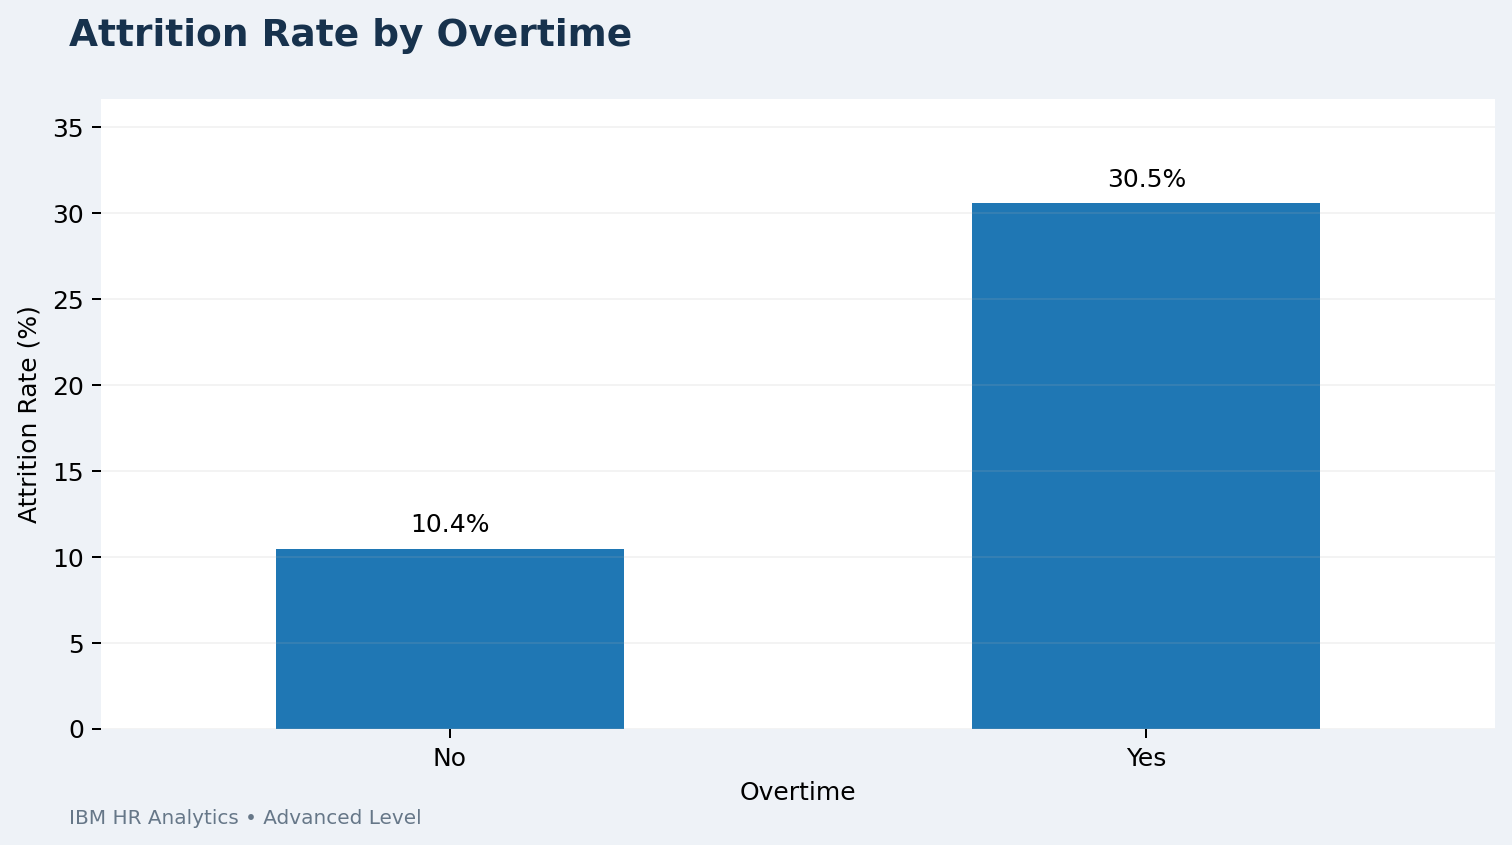 Attrition Rate by Overtime
Attrition Rate (%)
35
30
25
20
15
10
5
0
10.4%
30.5%
No
Yes
Overtime
IBM HR Analytics • Advanced Level